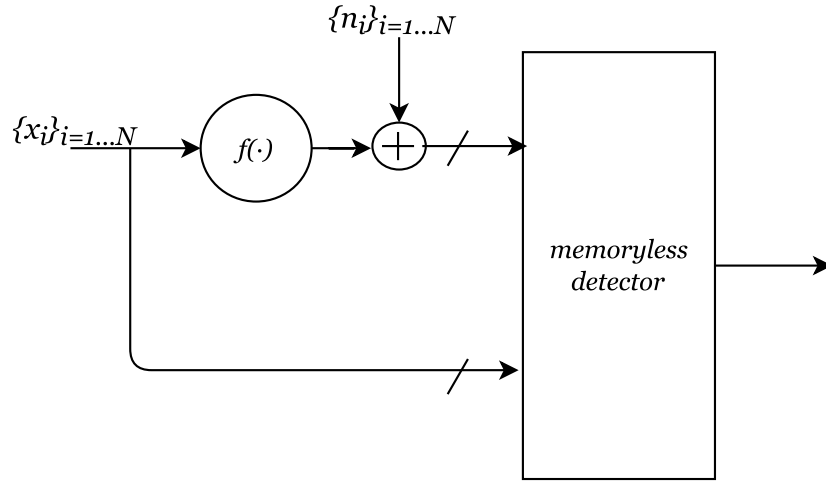 {n_i}_{i=1...N}
{x_i}_{i=1...N}
f(·)
memoryless
detector